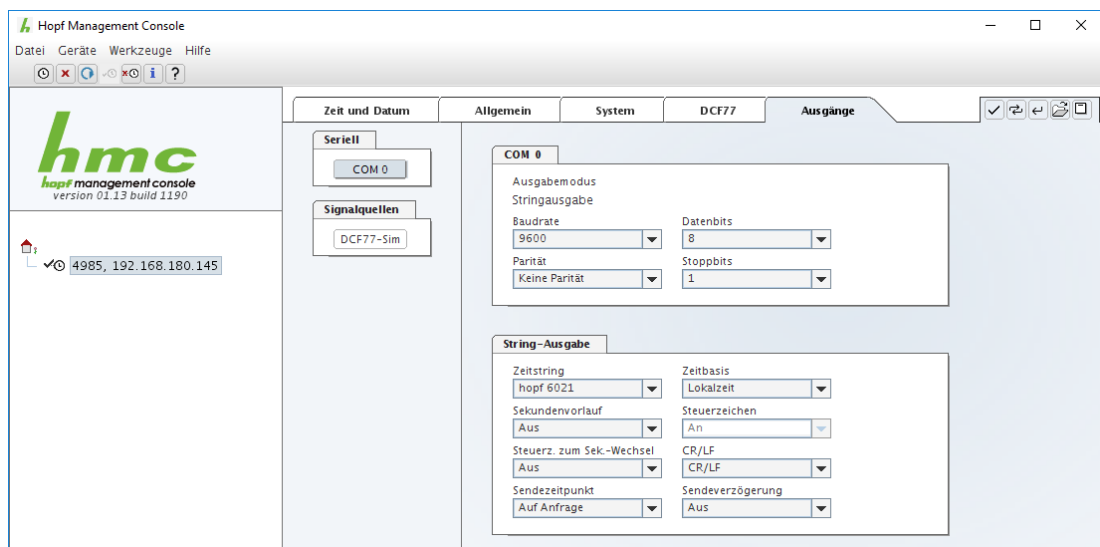 Hopf Management Console
Datei Geräte Werkzeuge Hilfe
hmc
hopf management console
version 01.13 build 1190
4985, 192.168.180.145
Zeit und Datum Allgemein System DCF77 Ausgänge
Seriell
COM 0
Signalquellen
DCF77-Sim
COM 0
Ausgabemodus
Stringausgabe
Baudrate Datenbits
9600 8
Parität Stoppbits
Keine Parität 1
String-Ausgabe
Zeitstring Zeitbasis
hopf 6021 Lokalzeit
Sekundenvorlauf Steuerzeichen
Aus An
Steuerz. zum Sek.-Wechsel CR/LF
Aus CR/LF
Sendezeitpunkt Sendeverzögerung
Auf Anfrage Aus